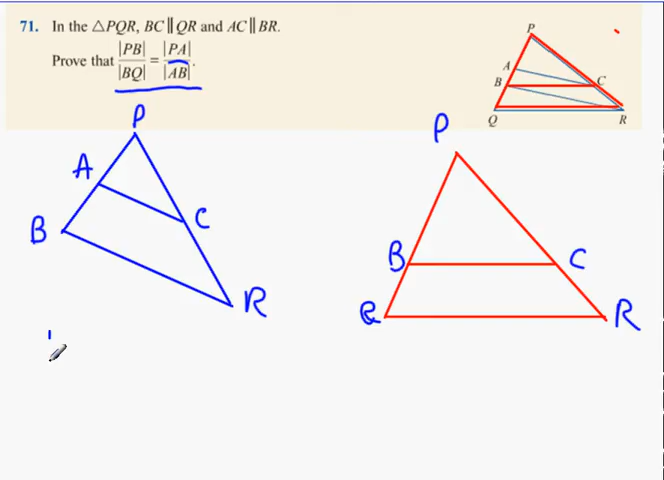 71. In the △PQR, BC ∥ QR and AC ∥ BR.
Prove that |PB|/|BQ| = |PA|/|AB|.
P
A
B
C
Q
R
P
A
B
C
R
P
B
C
Q
R